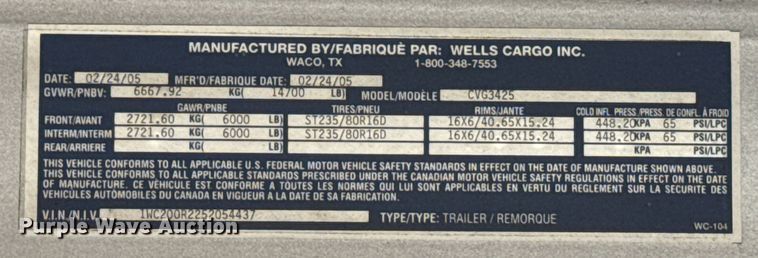 MANUFACTURED BY/FABRIQUÈ PAR: WELLS CARGO INC.
WACO, TX 1-800-348-7553
DATE: 02/24/05 MFR'D/FABRIQUE DATE: 02/24/05
GVWR/PNBV: 6667.92 KG( 14700 LB) MODEL/MODÈLE: CVG3425
GAWR/PNBE TIRES/PNEU RIMS/JANTE COLD INFL. PRESS./PRESS. DE GONFL. À FROID
FRONT/AVANT 2721.60 KG( 6000 LB) ST235/80R16D 16X6/40.65X15.24 448.20 KPA 65 PSI/LPC
INTERM/INTERM 2721.60 KG( 6000 LB) ST235/80R16D 16X6/40.65X15.24 448.20 KPA 65 PSI/LPC
REAR/ARRIERE KG( LB) KPA PSI/LPC
THIS VEHICLE CONFORMS TO ALL APPLICABLE U.S. FEDERAL MOTOR VEHICLE SAFETY STANDARDS IN EFFECT ON THE DATE OF MANUFACTURE SHOWN ABOVE.
THIS VEHICLE CONFORMS TO ALL APPLICABLE STANDARDS PRESCRIBED UNDER THE CANADIAN MOTOR VEHICLE SAFETY REGULATIONS IN EFFECT ON THE DATE
OF MANUFACTURE. CE VÉHICULE EST CONFORME A TOUTES LES NORMES QUI LUI SONT APPLICABLES EN VERTU DU REGLEMENT SUR LA SECURITE DES
VEHICULES AUTOMOBILES DU CANADA EN VIGUEUR A LA DATE DE SA FABRICATION.
V.I.N./N.I.V. 1WC200R2252054437 TYPE/TYPE: TRAILER / REMORQUE
WC-104
Purple Wave Auction